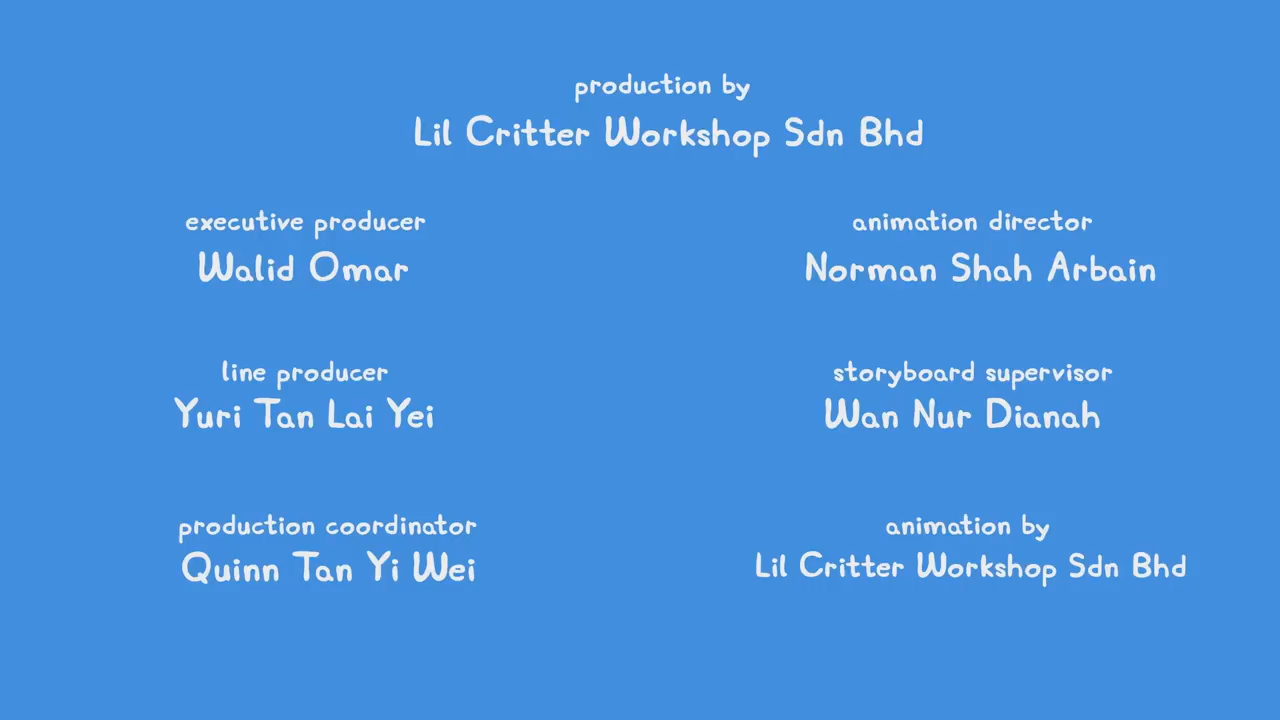 production by
Lil Critter Workshop Sdn Bhd
executive producer
Walid Omar
animation director
Norman Shah Arbain
line producer
Yuri Tan Lai Yei
storyboard supervisor
Wan Nur Dianah
production coordinator
Quinn Tan Yi Wei
animation by
Lil Critter Workshop Sdn Bhd